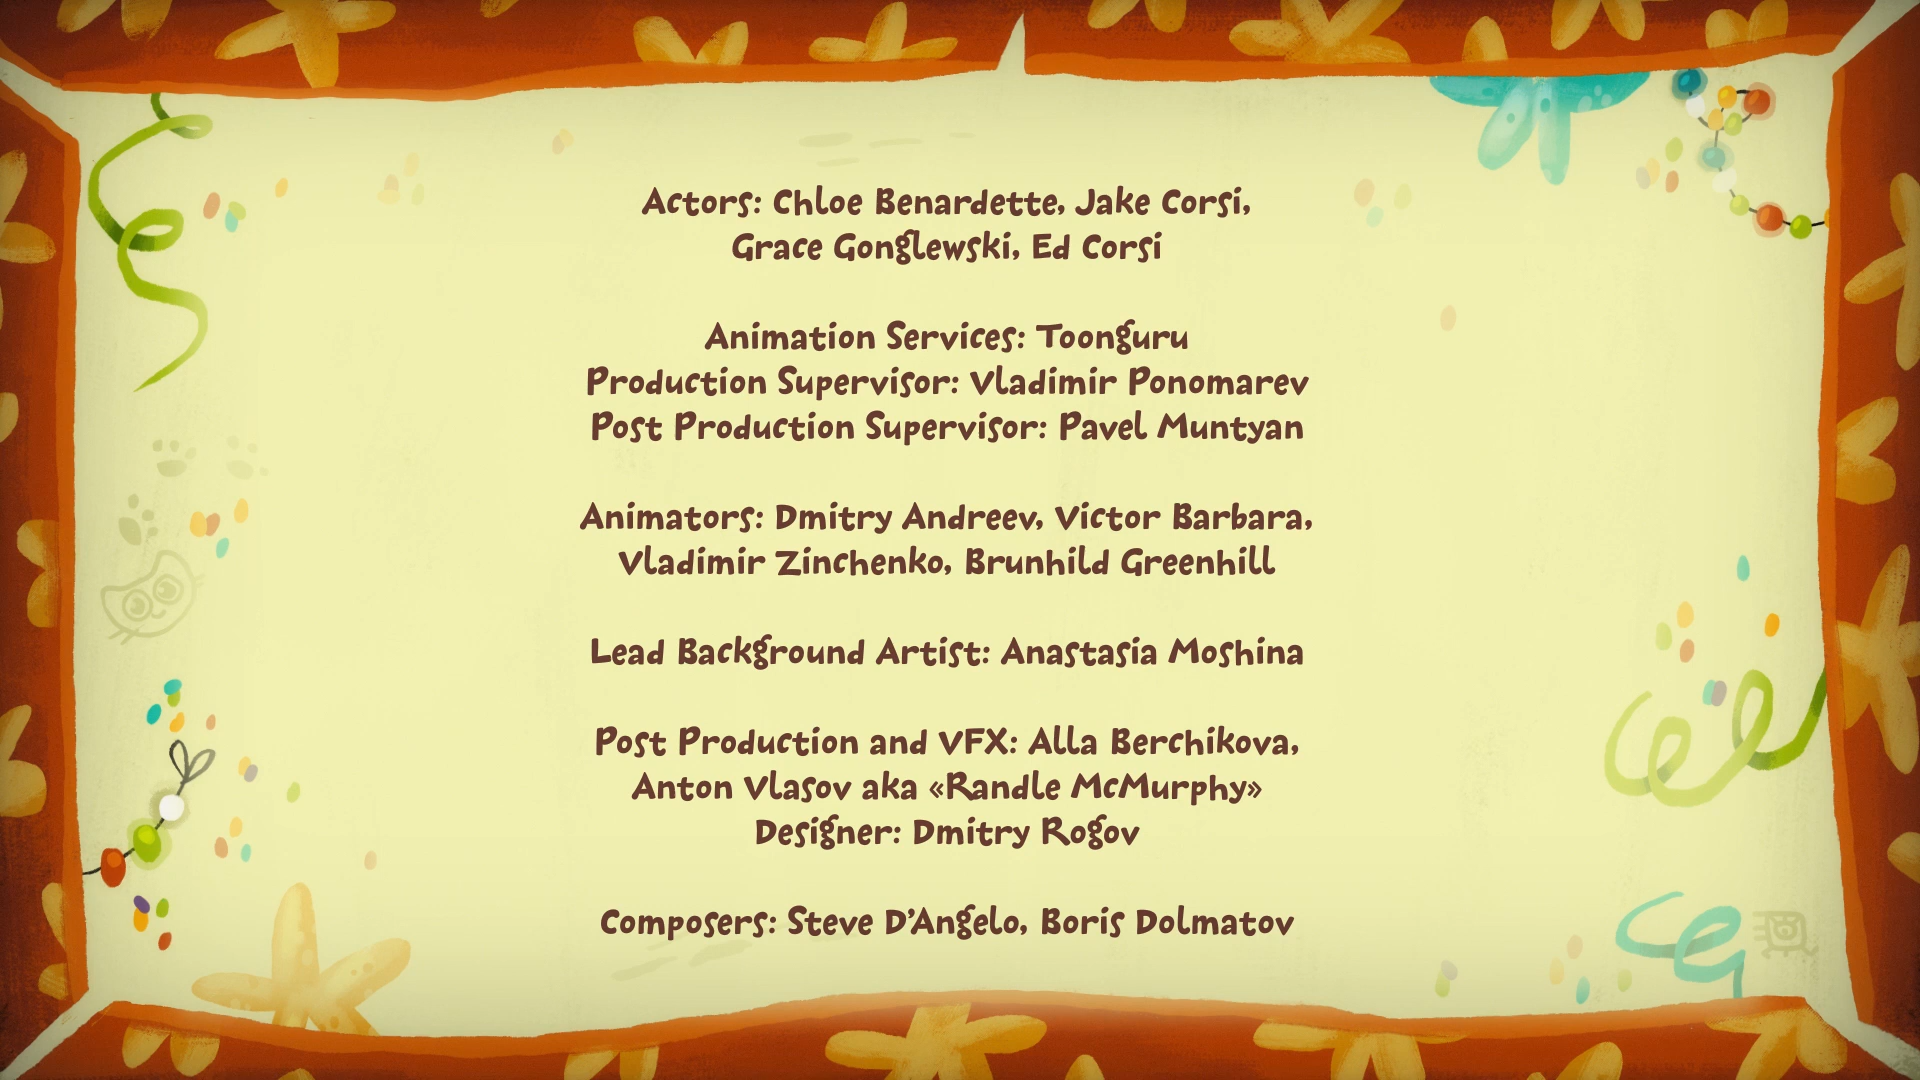 Actors: Chloe Benardette, Jake Corsi,
Grace Gonglewski, Ed Corsi
Animation Services: Toonguru
Production Supervisor: Vladimir Ponomarev
Post Production Supervisor: Pavel Muntyan
Animators: Dmitry Andreev, Victor Barbara,
Vladimir Zinchenko, Brunhild Greenhill
Lead Background Artist: Anastasia Moshina
Post Production and VFX: Alla Berchikova,
Anton Vlasov aka «Randle McMurphy»
Designer: Dmitry Rogov
Composers: Steve D’Angelo, Boris Dolmatov